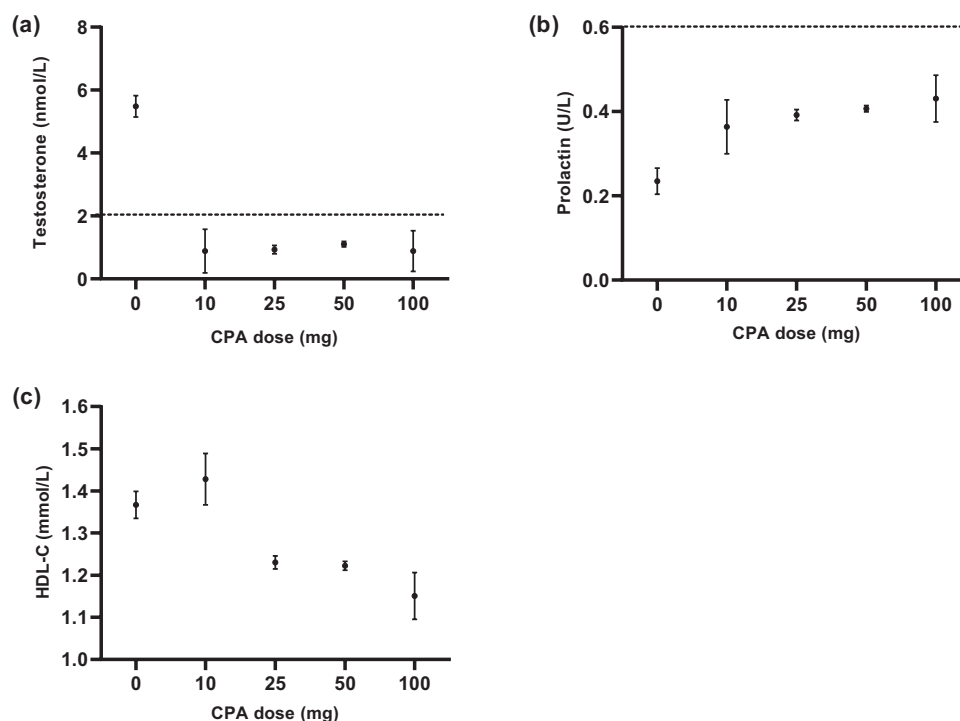 (a)
8
6
4
2
0
Testosterone (nmol/L)
0 10 25 50 100
CPA dose (mg)
(b)
0.6
0.4
0.2
0.0
Prolactin (U/L)
0 10 25 50 100
CPA dose (mg)
(c)
1.6
1.5
1.4
1.3
1.2
1.1
1.0
HDL-C (mmol/L)
0 10 25 50 100
CPA dose (mg)